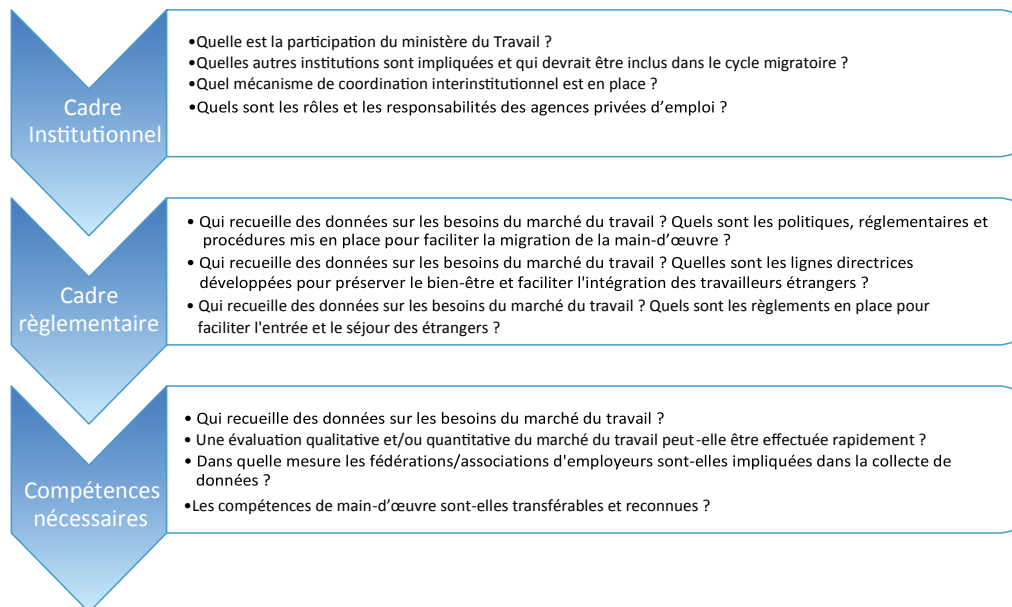 Cadre
Institutionnel
•Quelle est la participation du ministère du Travail ?
•Quelles autres institutions sont impliquées et qui devrait être inclus dans le cycle migratoire ?
•Quel mécanisme de coordination interinstitutionnel est en place ?
•Quels sont les rôles et les responsabilités des agences privées d’emploi ?
Cadre
règlementaire
• Qui recueille des données sur les besoins du marché du travail ? Quels sont les politiques, réglementaires et
procédures mis en place pour faciliter la migration de la main-d’œuvre ?
• Qui recueille des données sur les besoins du marché du travail ? Quelles sont les lignes directrices
développées pour préserver le bien-être et faciliter l'intégration des travailleurs étrangers ?
• Qui recueille des données sur les besoins du marché du travail ? Quels sont les règlements en place pour
faciliter l'entrée et le séjour des étrangers ?
Compétences
nécessaires
• Qui recueille des données sur les besoins du marché du travail ?
• Une évaluation qualitative et/ou quantitative du marché du travail peut-elle être effectuée rapidement ?
• Dans quelle mesure les fédérations/associations d'employeurs sont-elles impliquées dans la collecte de
données ?
•Les compétences de main-d’œuvre sont-elles transférables et reconnues ?